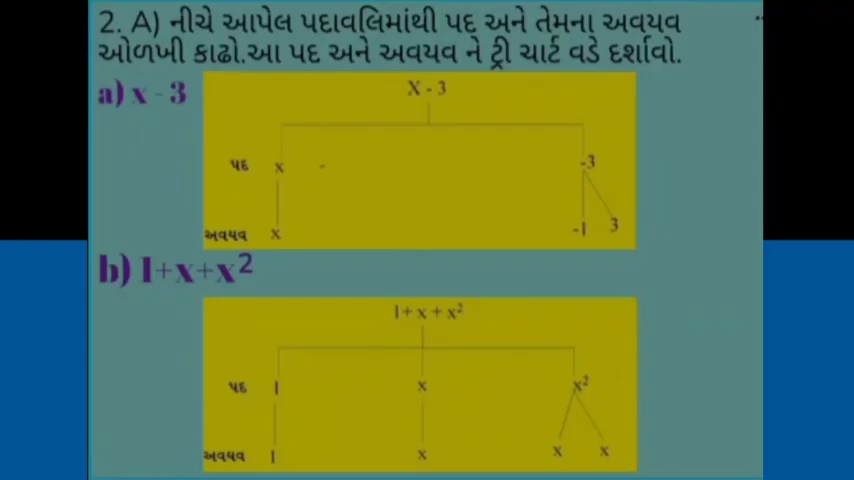 2. A) નીચે આપેલ પદાવલિમાંથી પદ અને તેમના અવયવ
ઓળખી કાઢો.આ પદ અને અવયવ ને ટ્રી ચાર્ટ વડે દર્શાવો.
a) x - 3
X - 3
પદ x - -3
અવયવ x -1 3
b) 1+x+x²
1+ x + x²
પદ 1 x x²
અવયવ 1 x x x